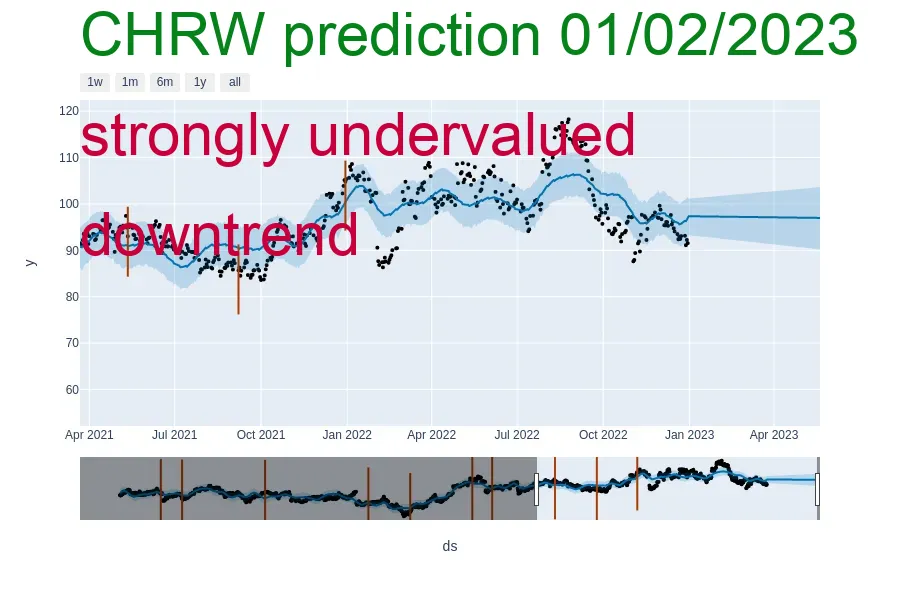 CHRW prediction 01/02/2023
1w 1m 6m 1y all
strongly undervalued
downtrend
120
110
100
90
80
70
60
y
Apr 2021 Jul 2021 Oct 2021 Jan 2022 Apr 2022 Jul 2022 Oct 2022 Jan 2023 Apr 2023
ds